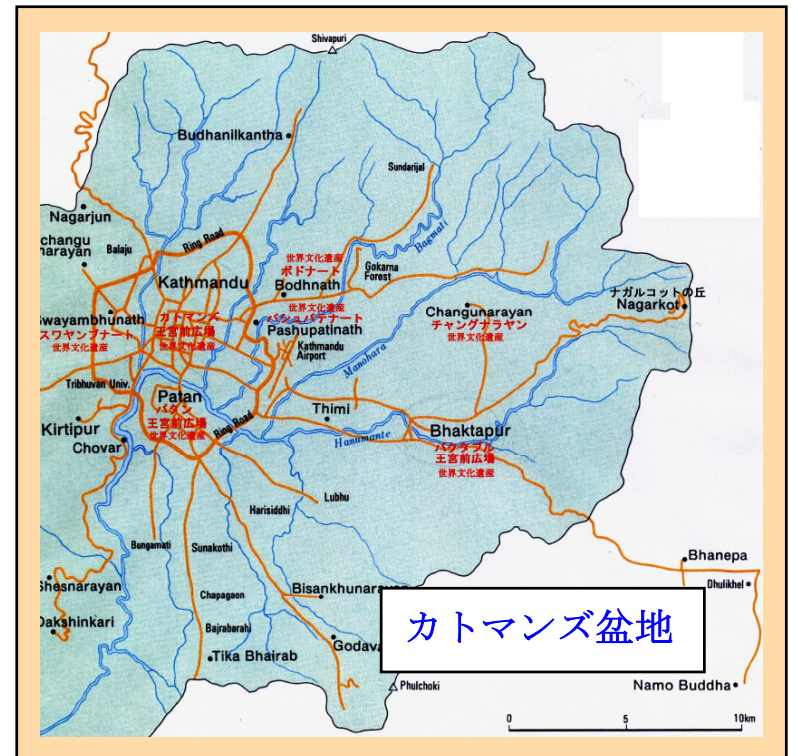 Shivapuri
Budhanilkantha
Sundarijal
Nagarjun
changu
narayan
Balaju
Ring Road
Bagmati
世界文化遺産
ボドナート
Bodhnath
Gokarna
Forest
Kathmandu
カトマンズ
王宮前広場
世界文化遺産
世界文化遺産
パシュパテナート
Pashupatinath
Kathmandu
Airport
ナガルコットの丘
Nagarkot
Changunarayan
チャングナラヤン
世界文化遺産
wayambhunath
スワヤンブナート
世界文化遺産
Manohara
Tribhuvan Univ.
Patan
パタン
王宮前広場
世界文化遺産
Ring Road
Thimi
Hanumante
Bhaktapur
バクタプル
王宮前広場
世界文化遺産
Kirtipur
Chovar
Lubhu
Harisiddhi
Bungamati
Sunakothi
Bhanepa
Dhulikhel
Shesnarayan
Chapagaon
Bisankhunarayan
カトマンズ盆地
Dakshinkari
Bajrabarahi
Godava
Tika Bhairab
Phulchoki
Namo Buddha
0 5 10km